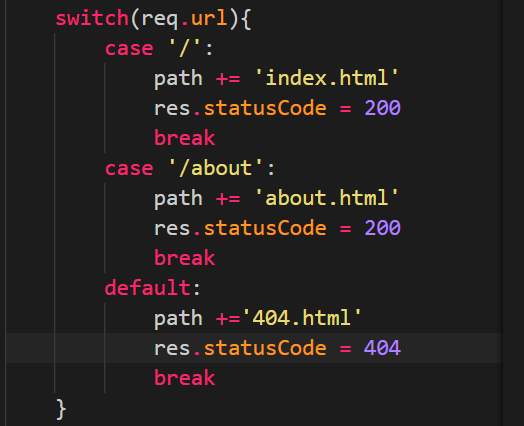 switch(req.url){
case '/':
path += 'index.html'
res.statusCode = 200
break
case '/about':
path += 'about.html'
res.statusCode = 200
break
default:
path +='404.html'
res.statusCode = 404
break
}